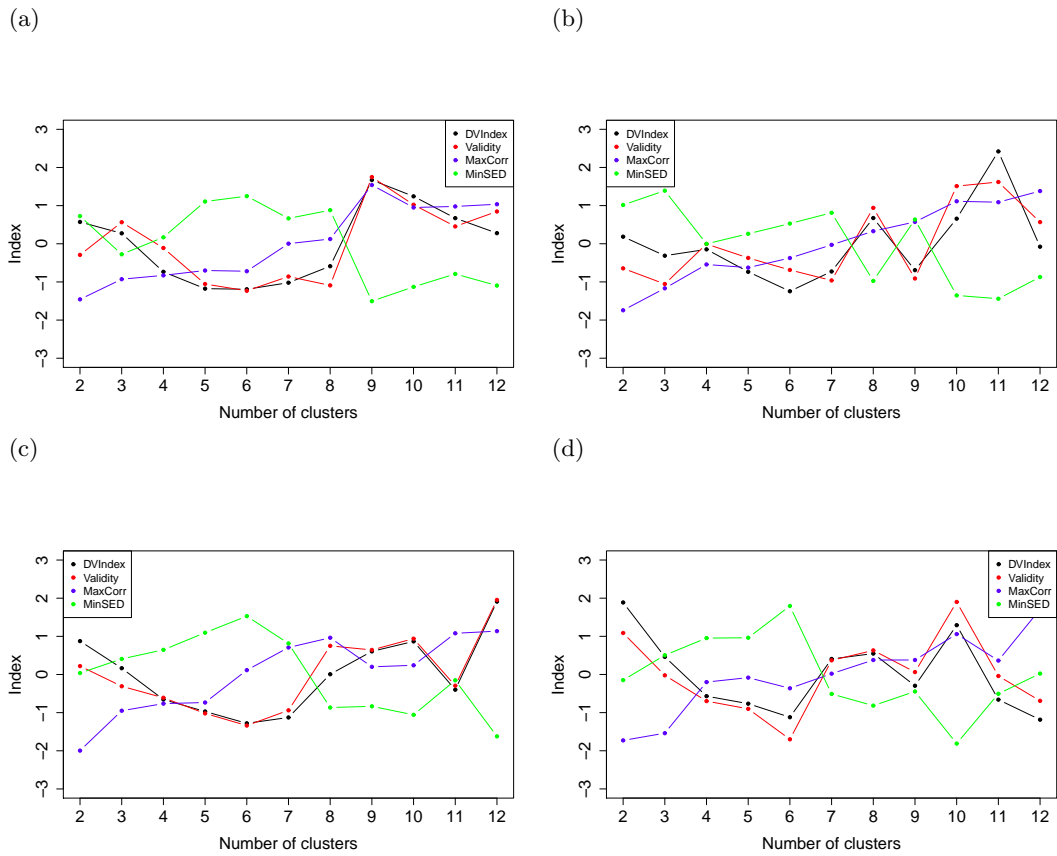 (a)
3
2
1
0
−1
−2
−3
Index
DVIndex
Validity
MaxCorr
MinSED
2 3 4 5 6 7 8 9 10 11 12
Number of clusters
(b)
3
2
1
0
−1
−2
−3
Index
DVIndex
Validity
MaxCorr
MinSED
2 3 4 5 6 7 8 9 10 11 12
Number of clusters
(c)
3
2
1
0
−1
−2
−3
Index
DVIndex
Validity
MaxCorr
MinSED
2 3 4 5 6 7 8 9 10 11 12
Number of clusters
(d)
3
2
1
0
−1
−2
−3
Index
DVIndex
Validity
MaxCorr
MinSED
2 3 4 5 6 7 8 9 10 11 12
Number of clusters